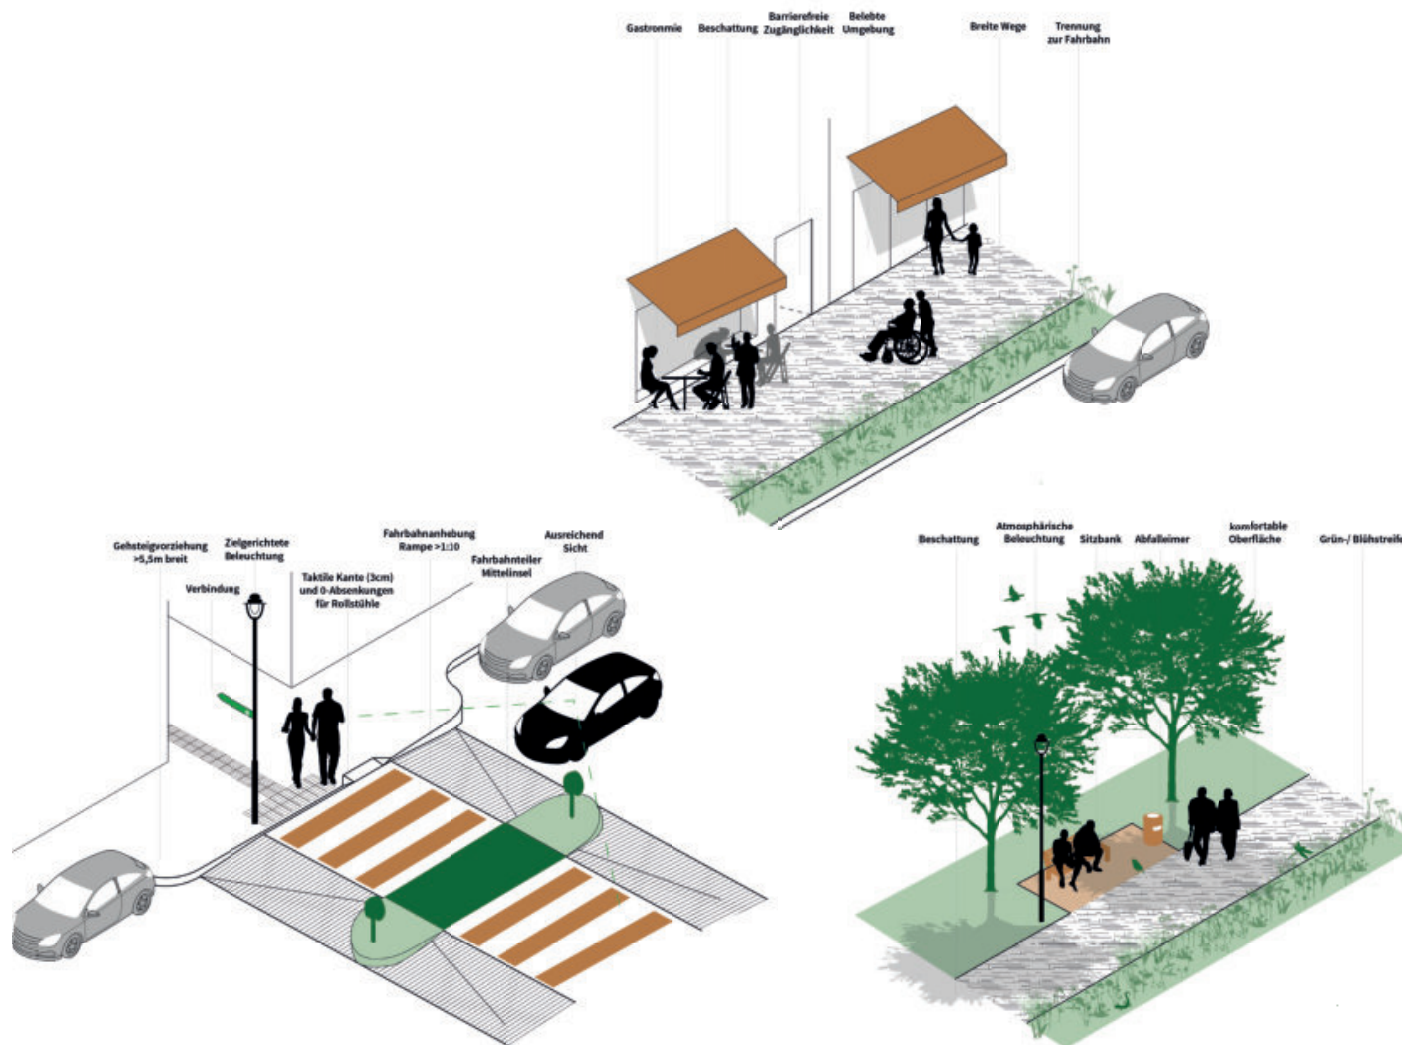 Gastronmie
Beschattung
Barrierefreie
Zugänglichkeit
Belebte
Umgebung
Breite Wege
Trennung
zur Fahrbahn
Gehsteigvorziehung
>5,5m breit
Verbindung
Zielgerichtete
Beleuchtung
Taktile Kante (3cm)
und 0-Absenkungen
für Rollstühle
Fahrbahnanhebung
Rampe >1:10
Fahrbahnteiler
Mittelinsel
Ausreichend
Sicht
Beschattung
Atmosphärische
Beleuchtung
Sitzbank
Abfalleimer
komfortable
Oberfläche
Grün-/ Blühstreife